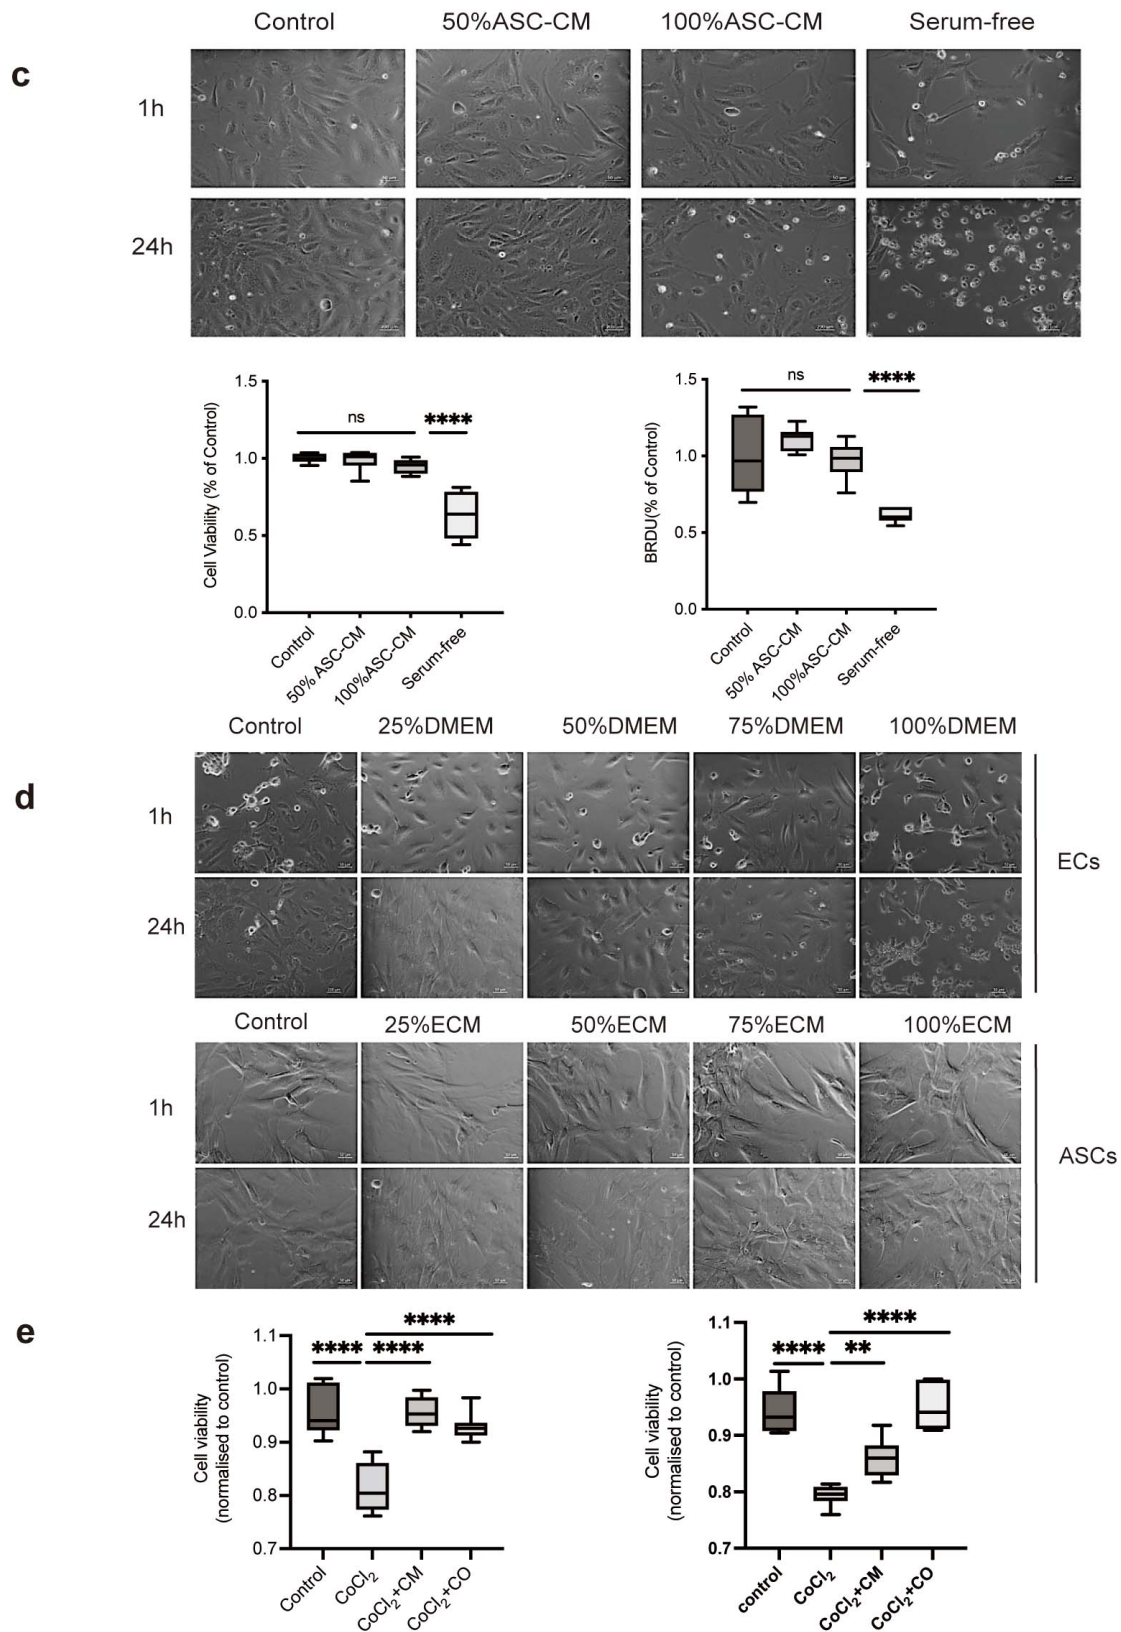 Control 50%ASC-CM 100%ASC-CM Serum-free
c
1h
24h
1.5
1.0
0.5
0.0
Cell Viability (% of Control)
ns
****
Control
50% ASC-CM
100%ASC-CM
Serum-free
1.5
1.0
0.5
0.0
BRDU(% of Control)
ns
****
Control
50% ASC-CM
100%ASC-CM
Serum-free
Control 25%DMEM 50%DMEM 75%DMEM 100%DMEM
d
1h
24h
ECs
Control 25%ECM 50%ECM 75%ECM 100%ECM
1h
24h
ASCs
e
1.1
1.0
0.9
0.8
0.7
Cell viability
(normalised to control)
****
**** ****
Control
CoCl₂
CoCl₂+CM
CoCl₂+CO
1.1
1.0
0.9
0.8
0.7
Cell viability
(normalised to control)
****
**** **
control
CoCl₂
CoCl₂+CM
CoCl₂+CO